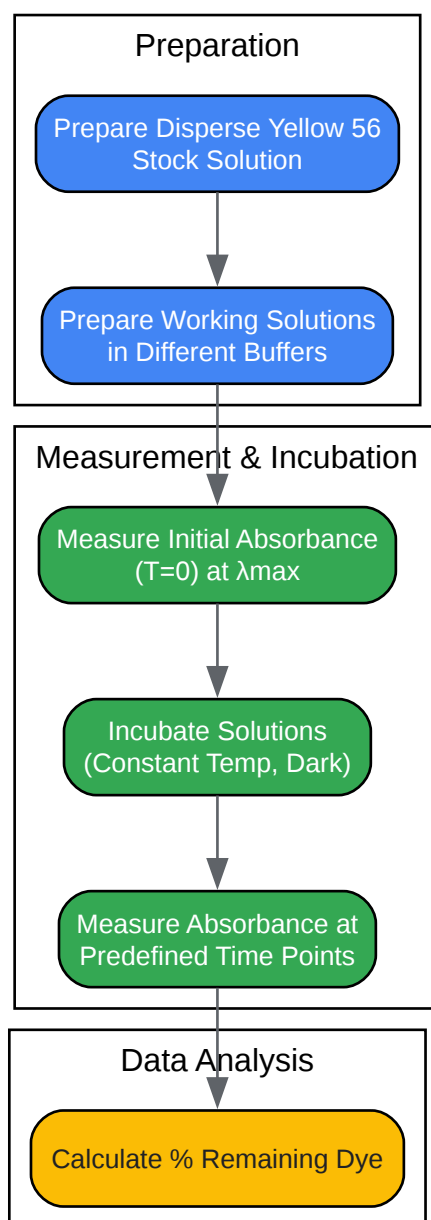 Preparation
Prepare Disperse Yellow 56
Stock Solution
Prepare Working Solutions
in Different Buffers
Measurement & Incubation
Measure Initial Absorbance
(T=0) at λmax
Incubate Solutions
(Constant Temp, Dark)
Measure Absorbance at
Predefined Time Points
Data Analysis
Calculate % Remaining Dye